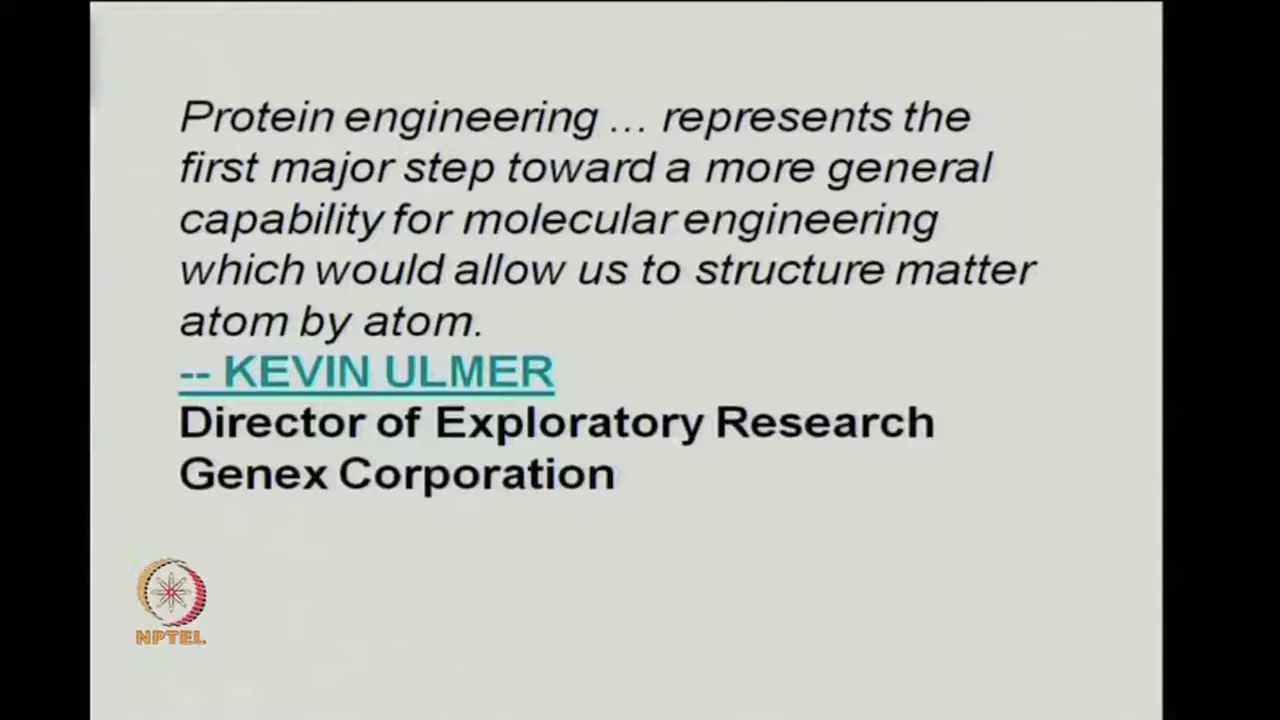 Protein engineering ... represents the
first major step toward a more general
capability for molecular engineering
which would allow us to structure matter
atom by atom.
-- KEVIN ULMER
Director of Exploratory Research
Genex Corporation
NPTEL